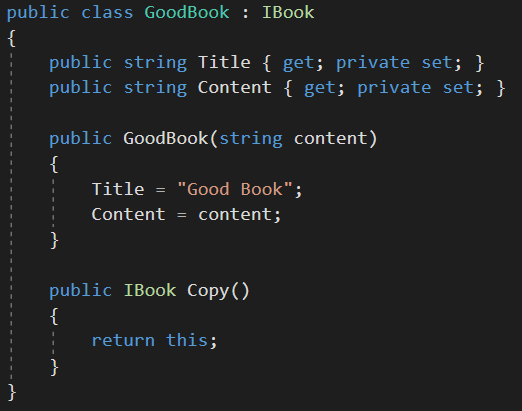 public class GoodBook : IBook
{
    public string Title { get; private set; }
    public string Content { get; private set; }

    public GoodBook(string content)
    {
        Title = "Good Book";
        Content = content;
    }

    public IBook Copy()
    {
        return this;
    }
}